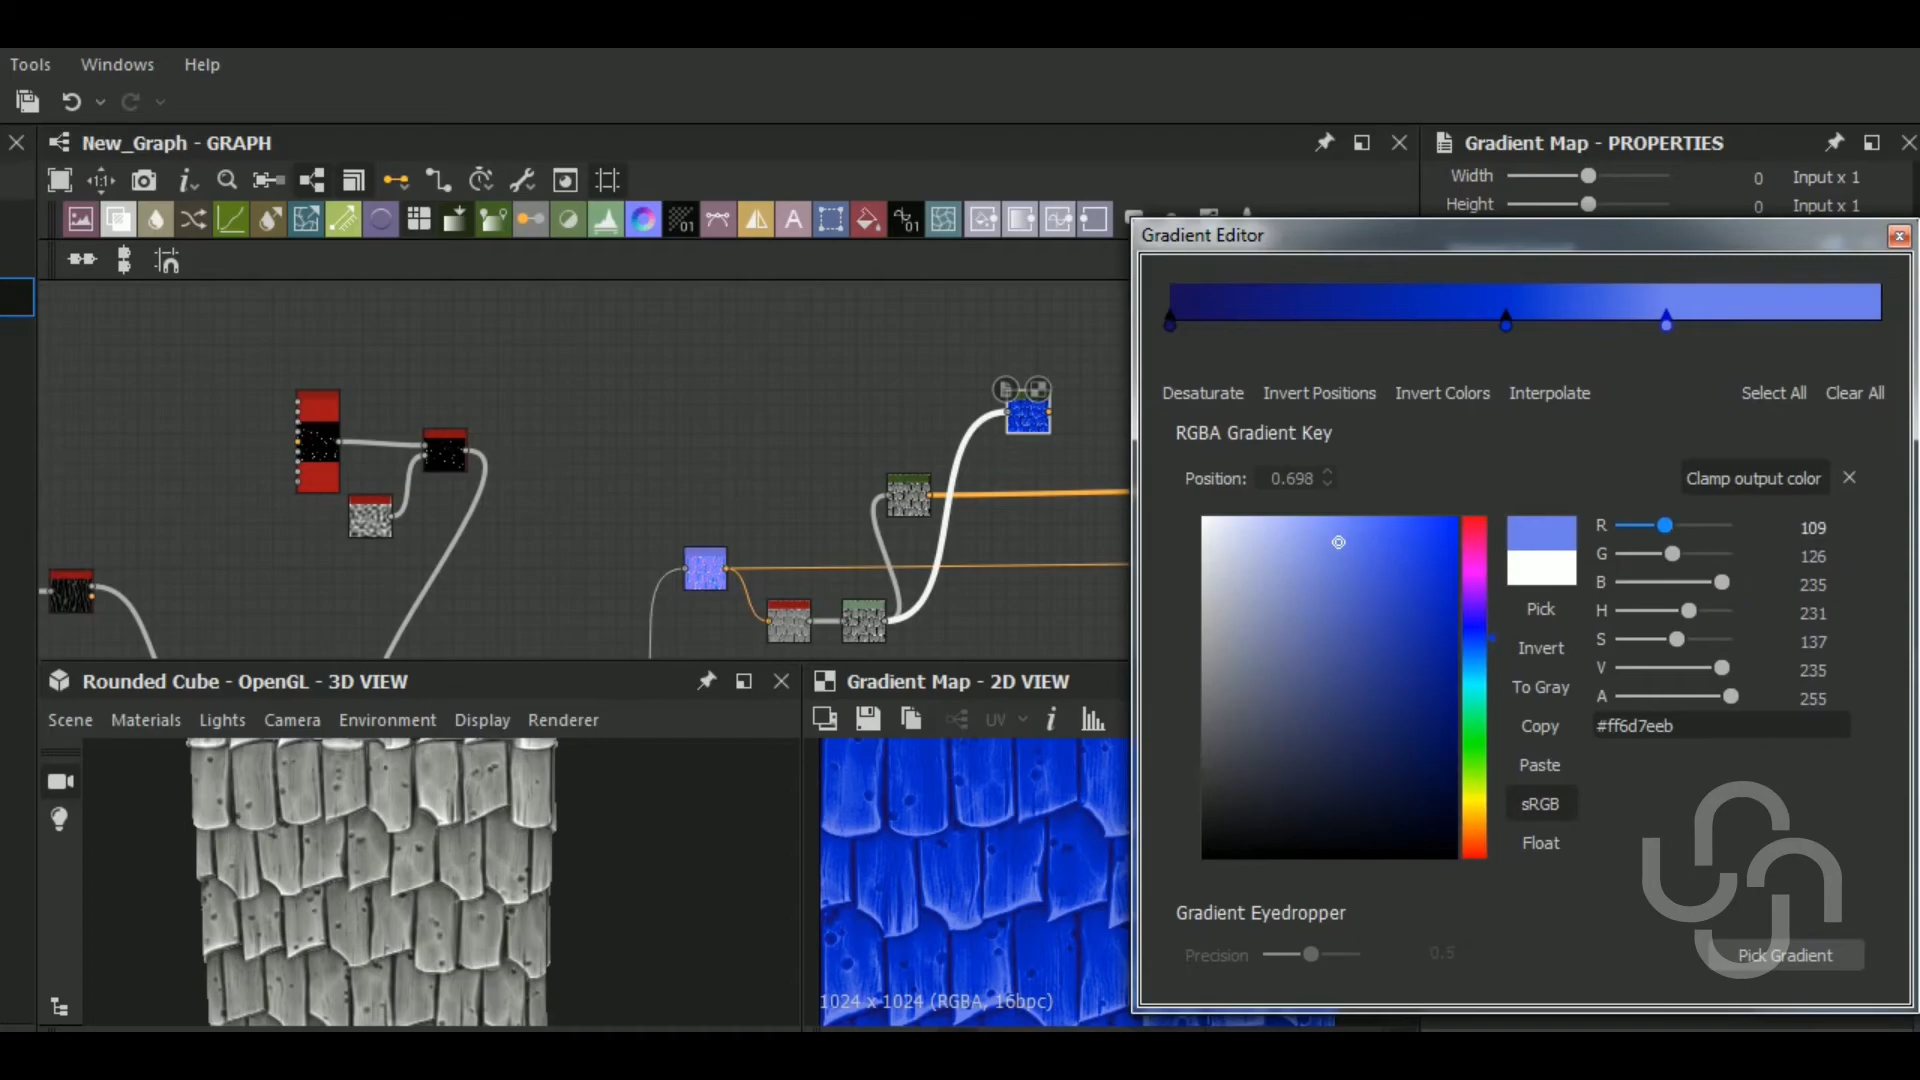 Tools Windows Help
New_Graph - GRAPH
Gradient Map - PROPERTIES
Width 0 Input x 1
Height 0 Input x 1
1:1
01 A 01
Gradient Editor
Desaturate Invert Positions Invert Colors Interpolate Select All Clear All
RGBA Gradient Key
Position: 0.698 Clamp output color
R 109
G 126
B 235
H 231
S 137
V 235
A 255
#ff6d7eeb
Pick
Invert
To Gray
Copy
Paste
sRGB
Float
Gradient Eyedropper
Precision 0.5 Pick Gradient
Rounded Cube - OpenGL - 3D VIEW
Scene Materials Lights Camera Environment Display Renderer
Gradient Map - 2D VIEW
UV
1024 x 1024 (RGBA, 16bpc)